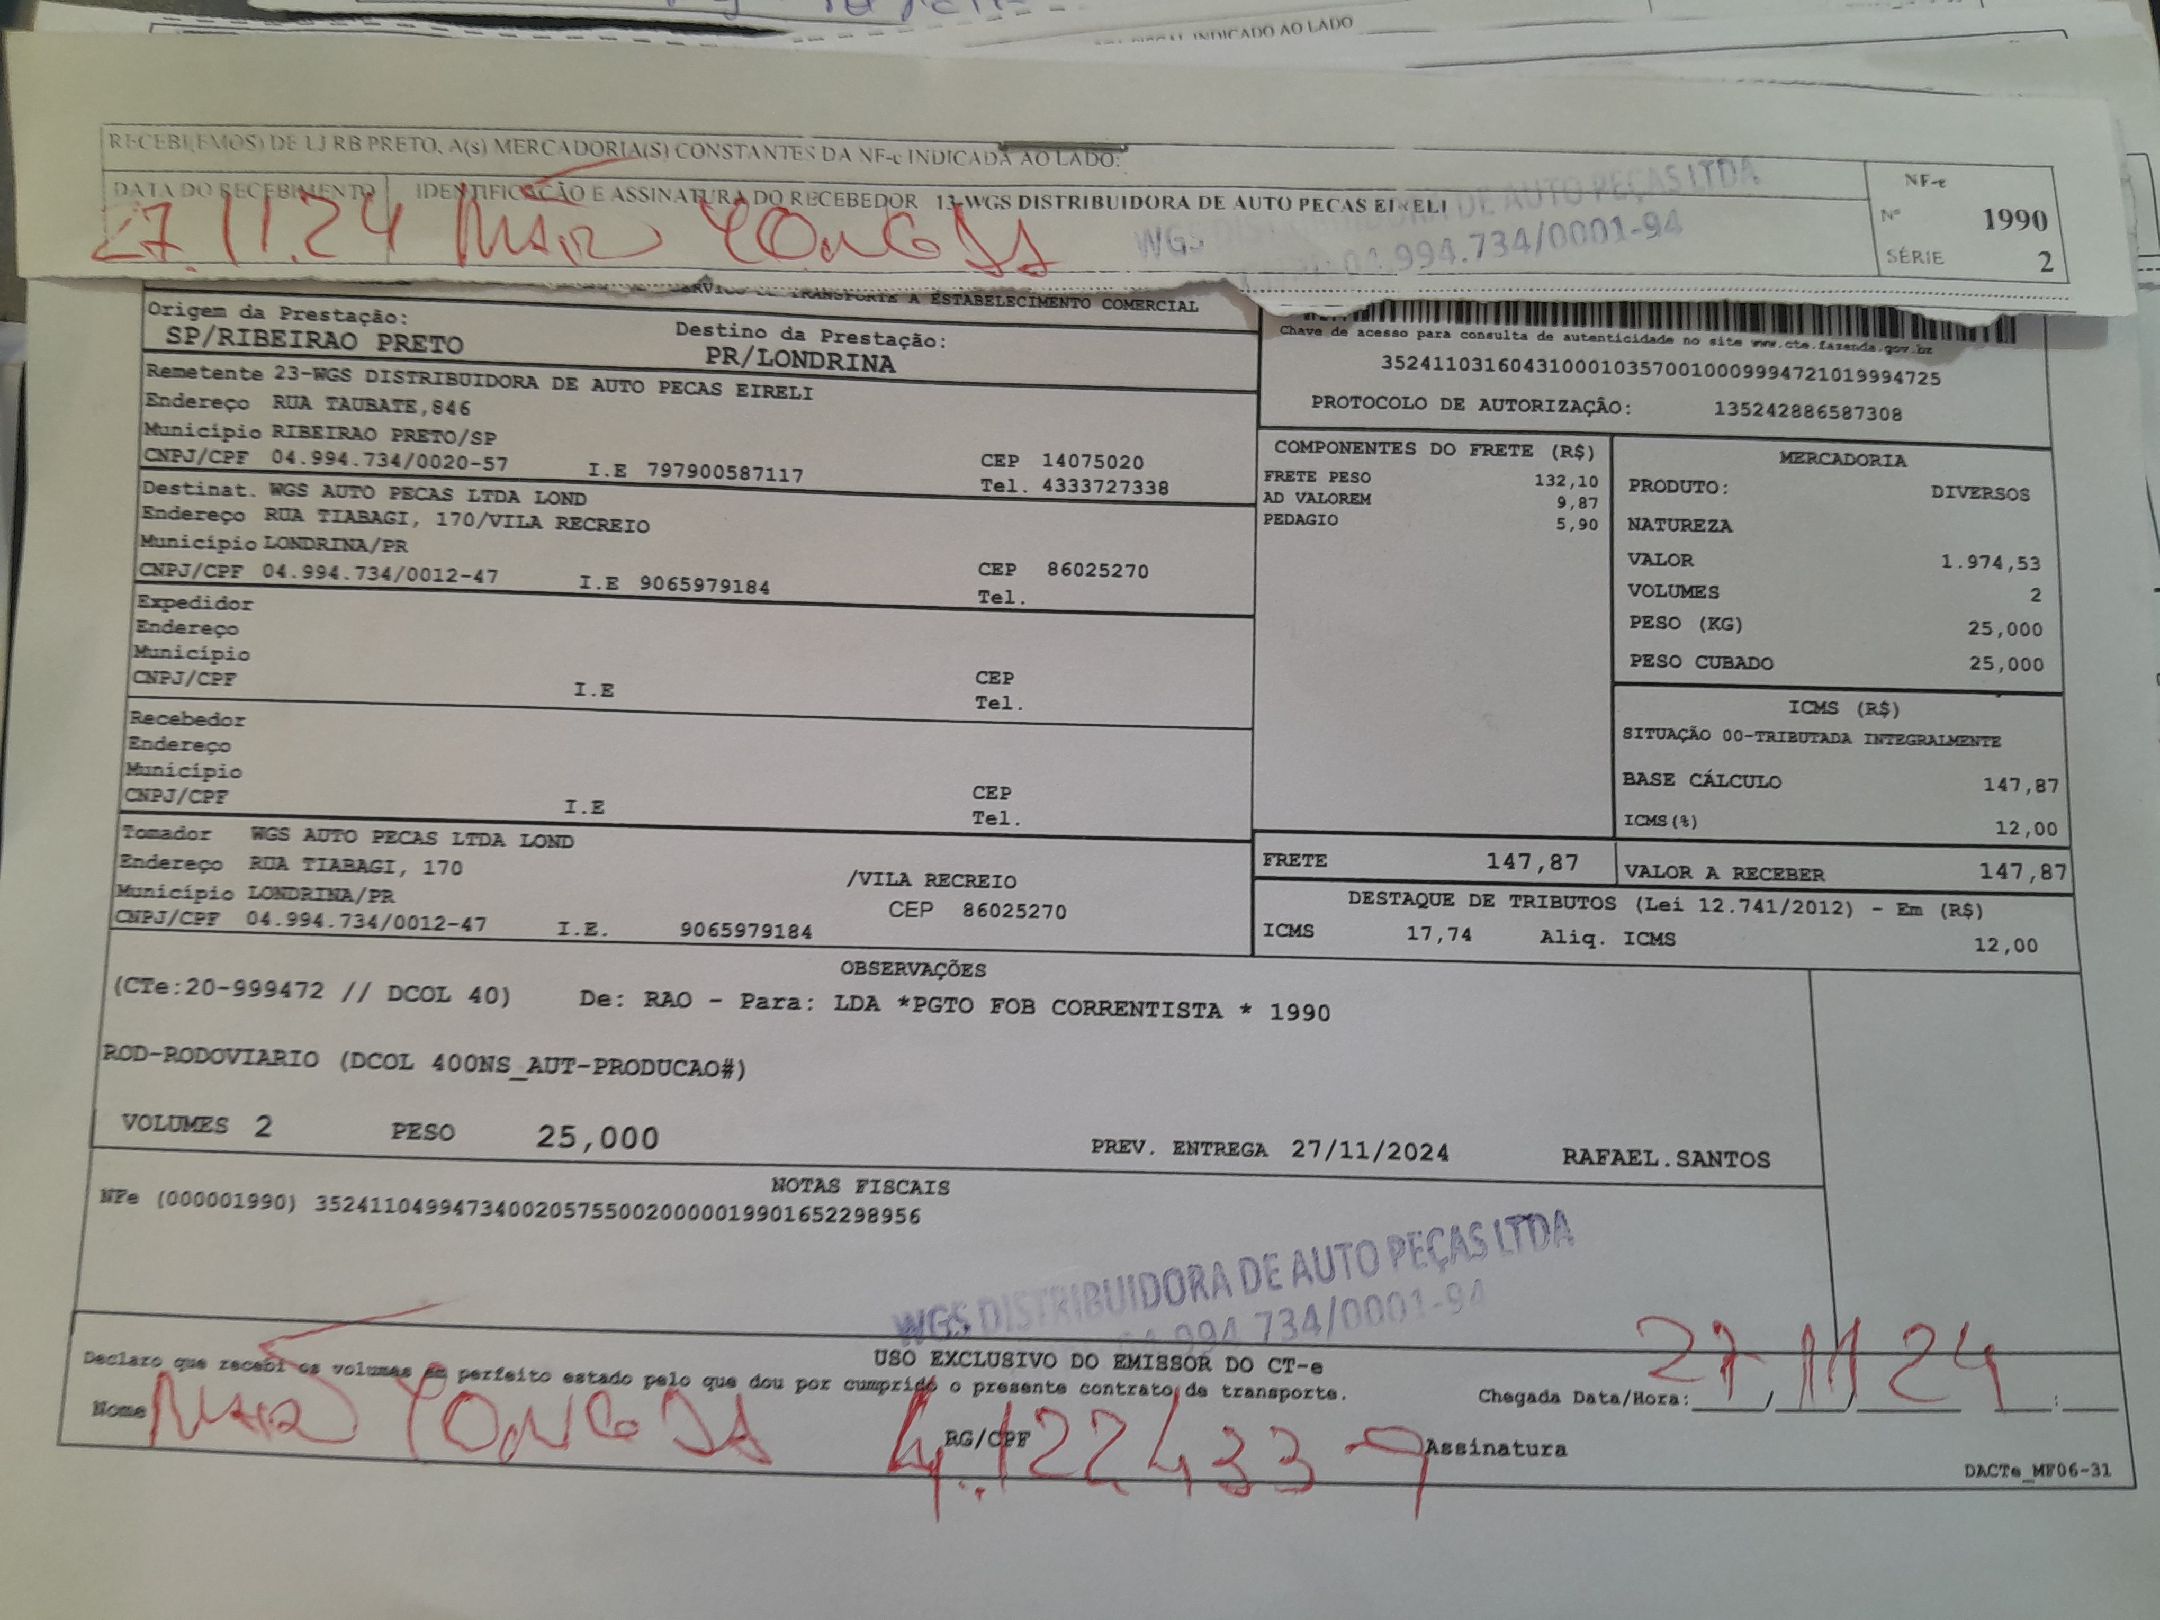 INDICADO AO LADO
RECEBI(EMOS) DE LJ RB PRETO, A(s) MERCADORIA(S) CONSTANTES DA NF-e INDICADA AO LADO:
DATA DO RECEBIMENTO IDENTIFICAÇÃO E ASSINATURA DO RECEBEDOR 13-WGS DISTRIBUIDORA DE AUTO PECAS EIRELI
27.11.24
WGS DISTRIBUIDORA DE AUTO PEÇAS LTDA
04.994.734/0001-94
NF-e
Nº 1990
SÉRIE 2
TRANSPORTE A ESTABELECIMENTO COMERCIAL
Origem da Prestação: Destino da Prestação:
SP/RIBEIRAO PRETO PR/LONDRINA
Chave de acesso para consulta de autenticidade no site www.cte.fazenda.gov.br
35241103160431000103570010009994721019994725
PROTOCOLO DE AUTORIZAÇÃO: 135242886587308
Remetente 23-WGS DISTRIBUIDORA DE AUTO PECAS EIRELI
Endereço RUA TAUBATE,846
Município RIBEIRAO PRETO/SP CEP 14075020
CNPJ/CPF 04.994.734/0020-57 I.E 797900587117 Tel. 4333727338
Destinat. WGS AUTO PECAS LTDA LOND
Endereço RUA TIABAGI, 170/VILA RECREIO
Município LONDRINA/PR CEP 86025270
CNPJ/CPF 04.994.734/0012-47 I.E 9065979184 Tel.
Expedidor
Endereço
Município CEP
CNPJ/CPF I.E Tel.
Recebedor
Endereço
Município CEP
CNPJ/CPF I.E Tel.
Tomador WGS AUTO PECAS LTDA LOND
Endereço RUA TIABAGI, 170 /VILA RECREIO
Município LONDRINA/PR CEP 86025270
CNPJ/CPF 04.994.734/0012-47 I.E. 9065979184
COMPONENTES DO FRETE (R$)
FRETE PESO 132,10
AD VALOREM 9,87
PEDAGIO 5,90
MERCADORIA
PRODUTO: DIVERSOS
NATUREZA
VALOR 1.974,53
VOLUMES 2
PESO (KG) 25,000
PESO CUBADO 25,000
ICMS (R$)
SITUAÇÃO 00-TRIBUTADA INTEGRALMENTE
BASE CÁLCULO 147,87
ICMS(%) 12,00
FRETE 147,87 VALOR A RECEBER 147,87
DESTAQUE DE TRIBUTOS (Lei 12.741/2012) - Em (R$)
ICMS 17,74 Aliq. ICMS 12,00
OBSERVAÇÕES
(CTe:20-999472 // DCOL 40) De: RAO - Para: LDA *PGTO FOB CORRENTISTA * 1990
ROD-RODOVIARIO (DCOL 400NS_AUT-PRODUCAO#)
VOLUMES 2 PESO 25,000 PREV. ENTREGA 27/11/2024 RAFAEL.SANTOS
NOTAS FISCAIS
NFe (000001990) 35241104994734002057550020000019901652298956
WGS DISTRIBUIDORA DE AUTO PEÇAS LTDA
04.994.734/0001-94
USO EXCLUSIVO DO EMISSOR DO CT-e
Declaro que recebi os volumes em perfeito estado pelo que dou por cumprido o presente contrato de transporte.
Chegada Data/Hora: 27/11/24 :
Nome RG/CPF 4.122433-9 Assinatura
DACTe_MF06-31